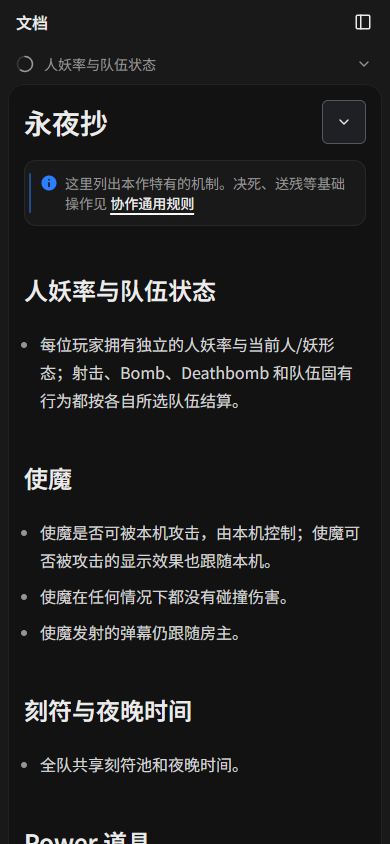 文档
人妖率与队伍状态
永夜抄
这里列出本作特有的机制。决死、送残等基础
操作见 协作通用规则
人妖率与队伍状态
每位玩家拥有独立的人妖率与当前人/妖形
态；射击、Bomb、Deathbomb 和队伍固有
行为都按各自所选队伍结算。
使魔
使魔是否可被本机攻击，由本机控制；使魔可
否被攻击的显示效果也跟随本机。
使魔在任何情况下都没有碰撞伤害。
使魔发射的弹幕仍跟随房主。
刻符与夜晚时间
全队共享刻符池和夜晚时间。
Power 道具